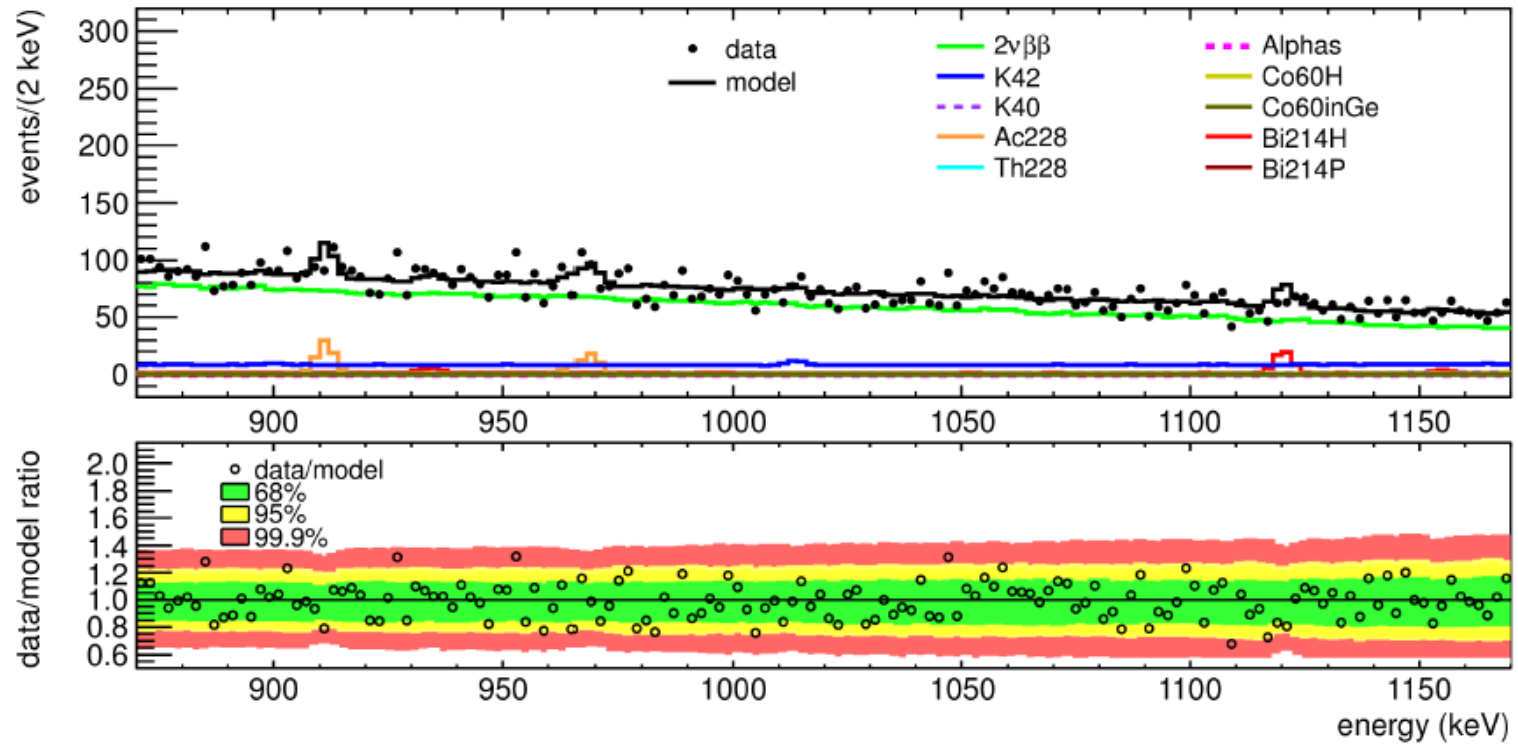 events/(2 keV)
300
250
200
150
100
50
0
data
model
2νββ
K42
K40
Ac228
Th228
Alphas
Co60H
Co60inGe
Bi214H
Bi214P
900 950 1000 1050 1100 1150
data/model ratio
2.0
1.8
1.6
1.4
1.2
1.0
0.8
0.6
data/model
68%
95%
99.9%
900 950 1000 1050 1100 1150
energy (keV)